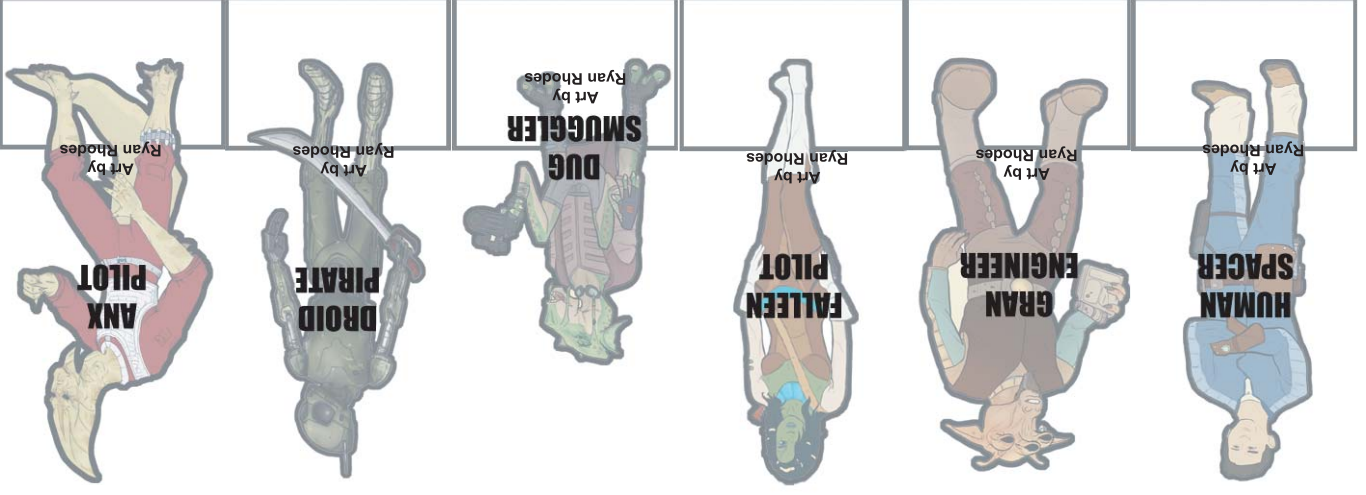 HUMAN
SPACER
Art by
Ryan Rhodes
GRAN
ENGINEER
Art by
Ryan Rhodes
FALLEEN
PILOT
Art by
Ryan Rhodes
DUG
SMUGGLER
Art by
Ryan Rhodes
DROID
PIRATE
Art by
Ryan Rhodes
ANX
PILOT
Art by
Ryan Rhodes